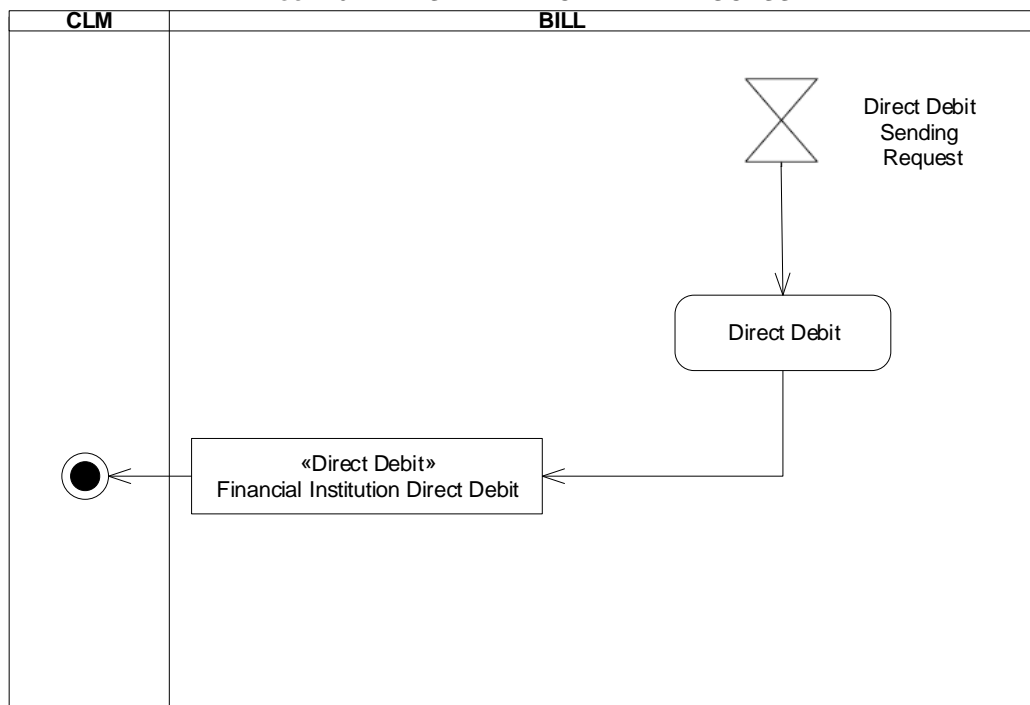 CLM
BILL
Direct Debit
Sending
Request
Direct Debit
«Direct Debit»
Financial Institution Direct Debit